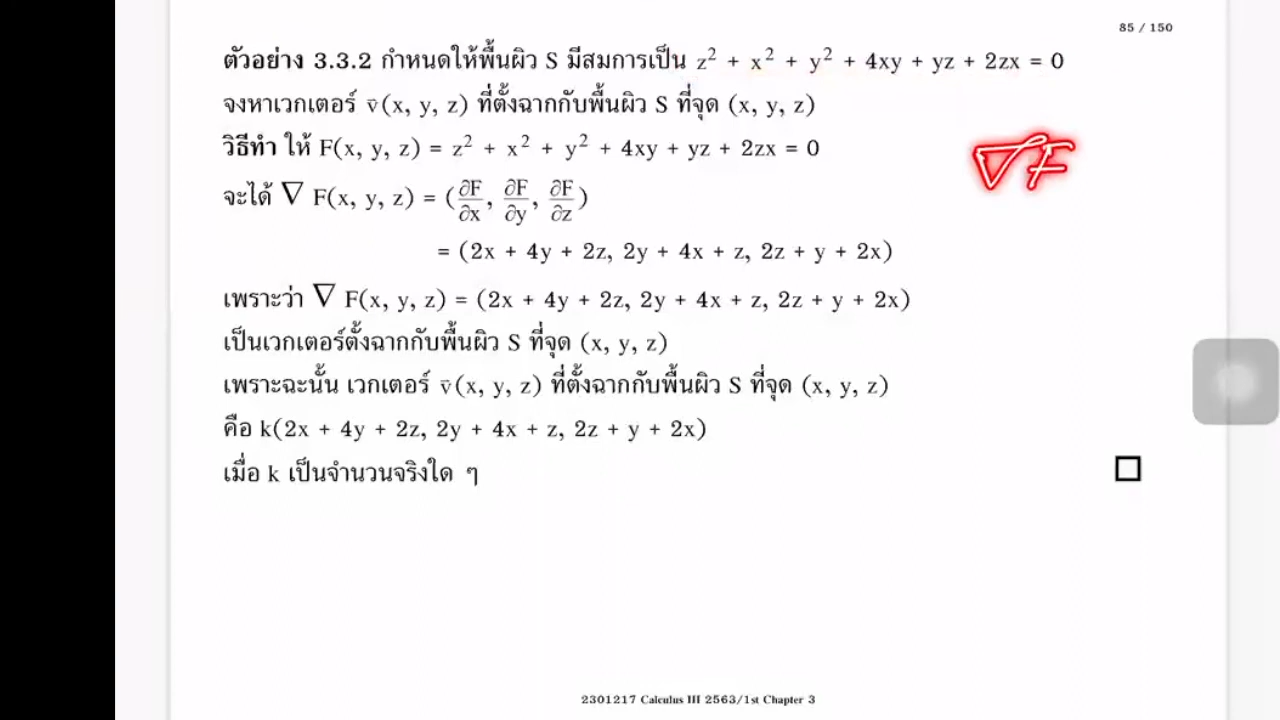 85 / 150
ตัวอย่าง 3.3.2 กำหนดให้พื้นผิว S มีสมการเป็น z² + x² + y² + 4xy + yz + 2zx = 0
จงหาเวกเตอร์ v̄(x, y, z) ที่ตั้งฉากกับพื้นผิว S ที่จุด (x, y, z)
วิธีทำ ให้ F(x, y, z) = z² + x² + y² + 4xy + yz + 2zx = 0
∇F
จะได้ ∇ F(x, y, z) = (∂F/∂x, ∂F/∂y, ∂F/∂z)
= (2x + 4y + 2z, 2y + 4x + z, 2z + y + 2x)
เพราะว่า ∇ F(x, y, z) = (2x + 4y + 2z, 2y + 4x + z, 2z + y + 2x)
เป็นเวกเตอร์ตั้งฉากกับพื้นผิว S ที่จุด (x, y, z)
เพราะฉะนั้น เวกเตอร์ v̄(x, y, z) ที่ตั้งฉากกับพื้นผิว S ที่จุด (x, y, z)
คือ k(2x + 4y + 2z, 2y + 4x + z, 2z + y + 2x)
เมื่อ k เป็นจำนวนจริงใด ๆ
2301217 Calculus III 2563/1st Chapter 3